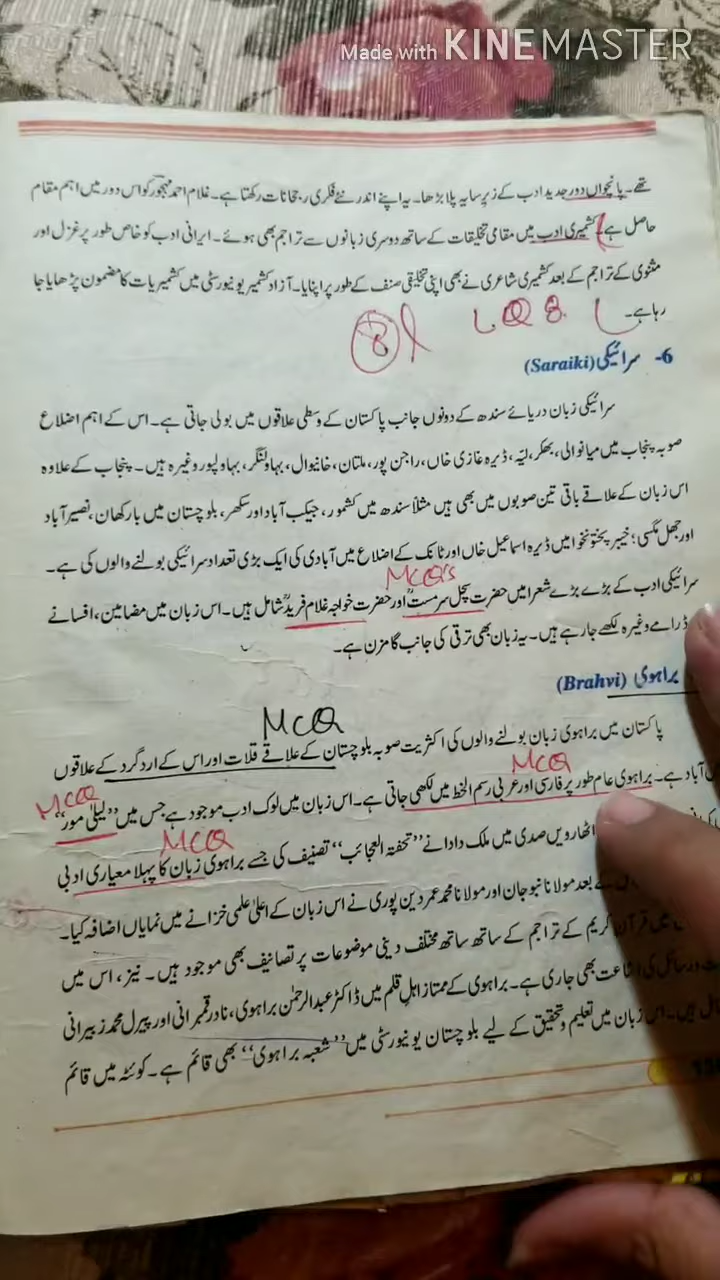 Made with KINEMASTER
تھے۔ پانچواں دور جدید ادب کے زیر سایہ پلا بڑھا۔ یہ اپنے اندر نئے فکری رجحانات رکھتا ہے۔ غلام احمد مہجورؔ کو اس دور میں اہم مقام
حاصل ہے۔ کشمیری ادب میں مقامی تخلیقات کے ساتھ دوسری زبانوں سے تراجم بھی ہوئے۔ ایرانی ادب کو خاص طور پر غزل اور
مثنوی کے تراجم کے بعد کشمیری شاعری نے بھی اپنی تخلیقی صنف کے طور پر اپنایا۔ آزاد کشمیر یونیورسٹی میں کشمیریات کا مضمون پڑھایا جا
رہا ہے۔
6- سرائیکی (Saraiki)
سرائیکی زبان دریائے سندھ کے دونوں جانب پاکستان کے وسطی علاقوں میں بولی جاتی ہے۔ اس کے اہم اضلاع
صوبہ پنجاب میں میانوالی، بھکر، لیّہ، ڈیرہ غازی خاں، راجن پور، ملتان، خانیوال، بہاولنگر، بہاولپور وغیرہ ہیں۔ پنجاب کے علاوہ
اس زبان کے علاقے باقی تین صوبوں میں بھی ہیں مثلاً سندھ میں کشمور، جیکب آباد اور سکھر، بلوچستان میں بارکھان، نصیر آباد
اور جھل مگسی؛ خیبر پختونخوا میں ڈیرہ اسماعیل خاں اور ٹانک کے اضلاع میں آبادی کی ایک بڑی تعداد سرائیکی بولنے والوں کی ہے۔
MCQ's
سرائیکی ادب کے بڑے بڑے شعرا میں حضرت سچل سرمستؒ اور حضرت خواجہ غلام فریدؒ شامل ہیں۔ اس زبان میں مضامین، افسانے
ڈرامے وغیرہ لکھے جا رہے ہیں۔ یہ زبان بھی ترقی کی جانب گامزن ہے۔
براہوی (Brahvi)
MCQ
پاکستان میں براہوی زبان بولنے والوں کی اکثریت صوبہ بلوچستان کے علاقے قلات اور اس کے اردگرد کے علاقوں
MCQ
آباد ہے۔ براہوی عام طور پر فارسی اور عربی رسم الخط میں لکھی جاتی ہے۔ اس زبان میں لوک ادب موجود ہے جس میں ’’لیلیٰ مور‘‘
MCQ
MCQ
اٹھارویں صدی میں ملک دادا نے ’’تحفۃ العجائب‘‘ تصنیف کی جسے براہوی زبان کا پہلا معیاری ادبی
کے بعد مولانا نبو جان اور مولانا محمد عمر دین پوری نے اس زبان کے اعلیٰ علمی خزانے میں نمایاں اضافہ کیا۔
میں قرآن کریم کے تراجم کے ساتھ ساتھ مختلف دینی موضوعات پر تصانیف بھی موجود ہیں۔ نیز، اس میں
و رسائل کی اشاعت بھی جاری ہے۔ براہوی کے ممتاز اہل قلم میں ڈاکٹر عبدالرحمٰن براہوی، نادر قمبرانی اور پیرل محمد زبیرانی
ہیں۔ اس زبان میں تعلیم و تحقیق کے لیے بلوچستان یونیورسٹی میں ’’شعبہ براہوی‘‘ بھی قائم ہے۔ کوئٹہ میں قائم